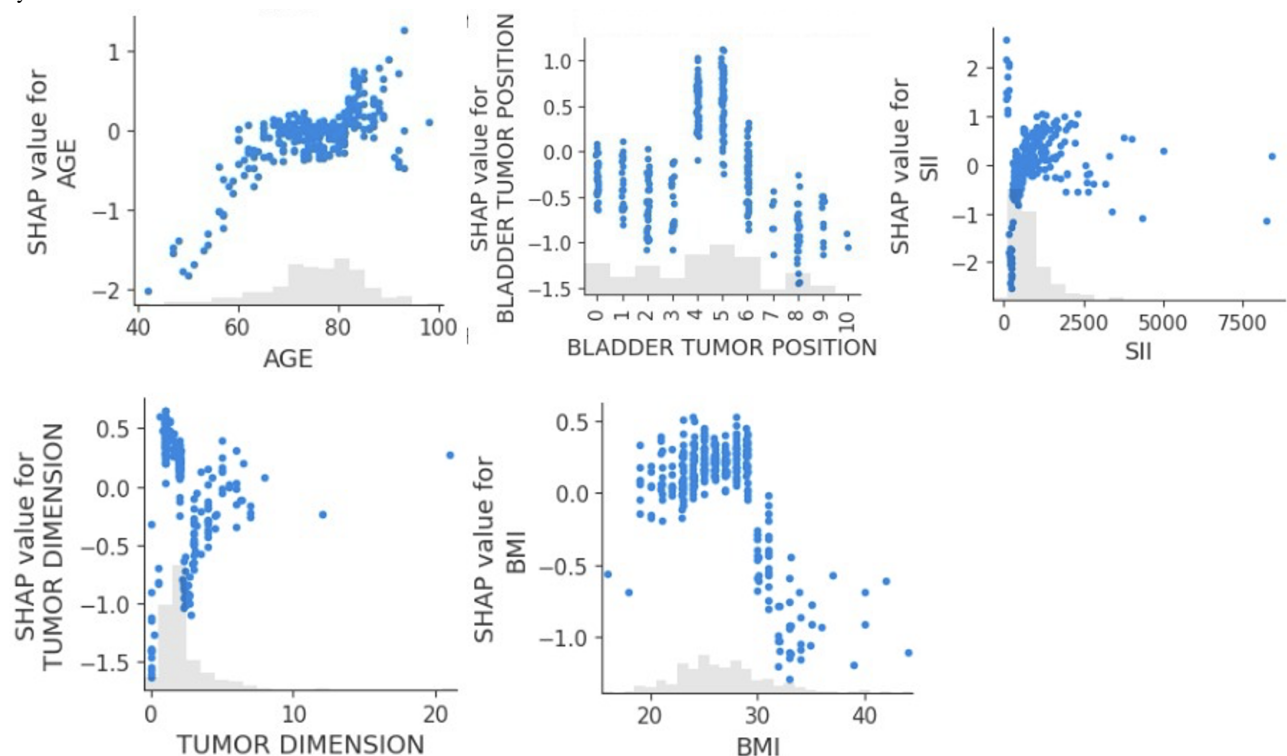 SHAP value for
AGE
1
0
−1
−2
40 60 80 100
AGE
SHAP value for
BLADDER TUMOR POSITION
1.0
0.5
0.0
−0.5
−1.0
−1.5
0 1 2 3 4 5 6 7 8 9 10
BLADDER TUMOR POSITION
SHAP value for
SII
2
1
0
−1
−2
0 2500 5000 7500
SII
SHAP value for
TUMOR DIMENSION
0.5
0.0
−0.5
−1.0
−1.5
0 10 20
TUMOR DIMENSION
SHAP value for
BMI
0.5
0.0
−0.5
−1.0
20 30 40
BMI